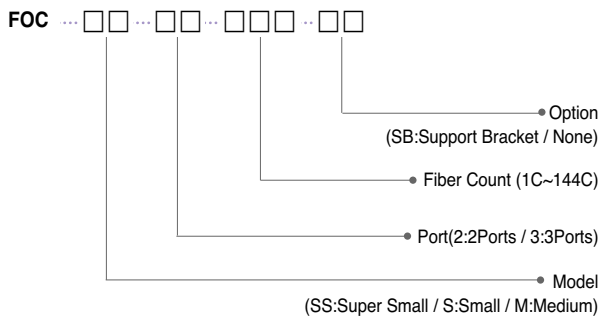 FOC ··· □□ ··· □□ ··· □□□ ·· □□
Option
(SB:Support Bracket / None)
Fiber Count (1C~144C)
Port(2:2Ports / 3:3Ports)
Model
(SS:Super Small / S:Small / M:Medium)